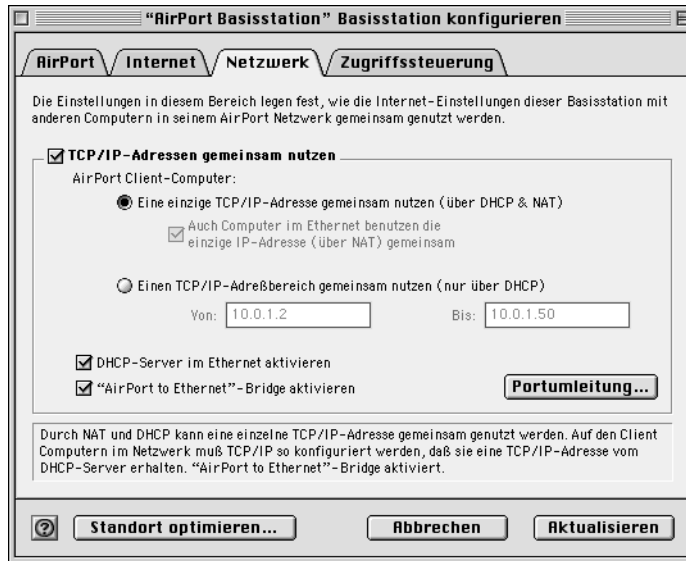 “AirPort Basisstation” Basisstation konfigurieren
AirPort Internet Netzwerk Zugriffssteuerung
Die Einstellungen in diesem Bereich legen fest, wie die Internet-Einstellungen dieser Basisstation mit
anderen Computern in seinem AirPort Netzwerk gemeinsam genutzt werden.
TCP/IP-Adressen gemeinsam nutzen
AirPort Client-Computer:
Eine einzige TCP/IP-Adresse gemeinsam nutzen (über DHCP & NAT)
Auch Computer im Ethernet benutzen die
einzige IP-Adresse (über NAT) gemeinsam
Einen TCP/IP-Adreßbereich gemeinsam nutzen (nur über DHCP)
Von: 10.0.1.2 Bis: 10.0.1.50
DHCP-Server im Ethernet aktivieren
“AirPort to Ethernet”-Bridge aktivieren
Portumleitung...
Durch NAT und DHCP kann eine einzelne TCP/IP-Adresse gemeinsam genutzt werden. Auf den Client
Computern im Netzwerk muß TCP/IP so konfiguriert werden, daß sie eine TCP/IP-Adresse vom
DHCP-Server erhalten. “AirPort to Ethernet”-Bridge aktiviert.
? Standort optimieren... Abbrechen Aktualisieren